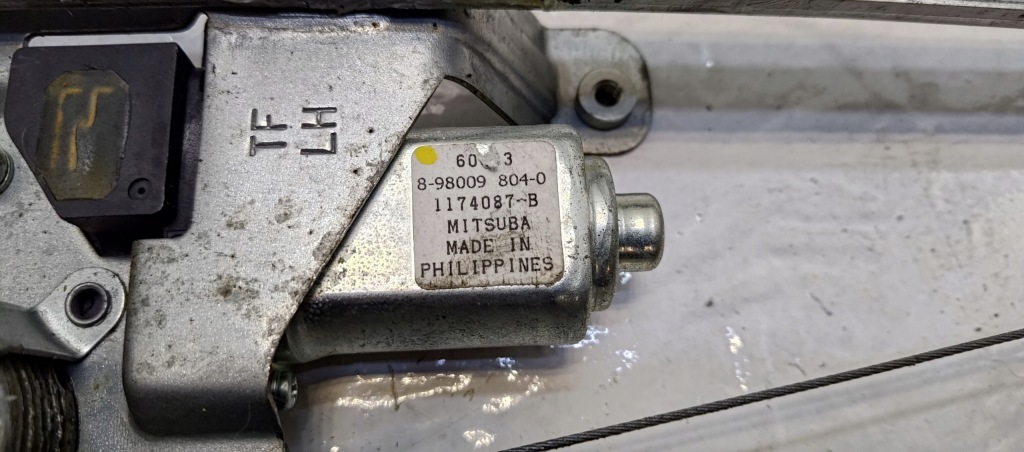 TF
LH
8-98009 804-0
1174087-B
MITSUBA
MADE IN
PHILIPPINES